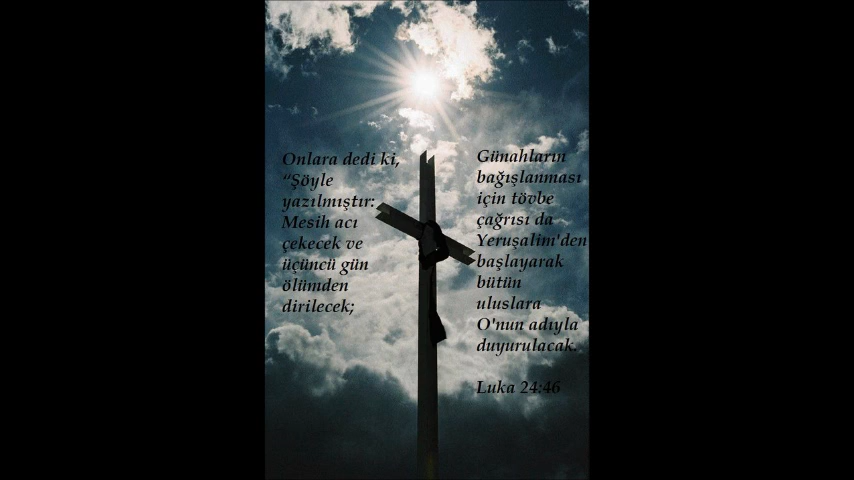 Onlara dedi ki,
“Şöyle
yazılmıştır:
Mesih acı
çekecek ve
üçüncü gün
ölümden
dirilecek;
Günahların
bağışlanması
için tövbe
çağrısı da
Yeruşalim'den
başlayarak
bütün
uluslara
O'nun adıyla
duyurulacak.
Luka 24:46